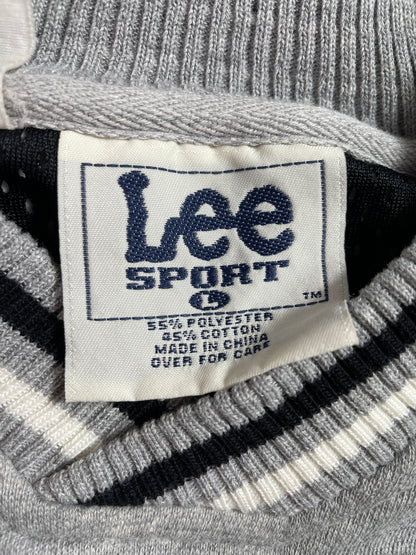 Lee
SPORT
L
TM
55% POLYESTER
45% COTTON
MADE IN CHINA
OVER FOR CARE